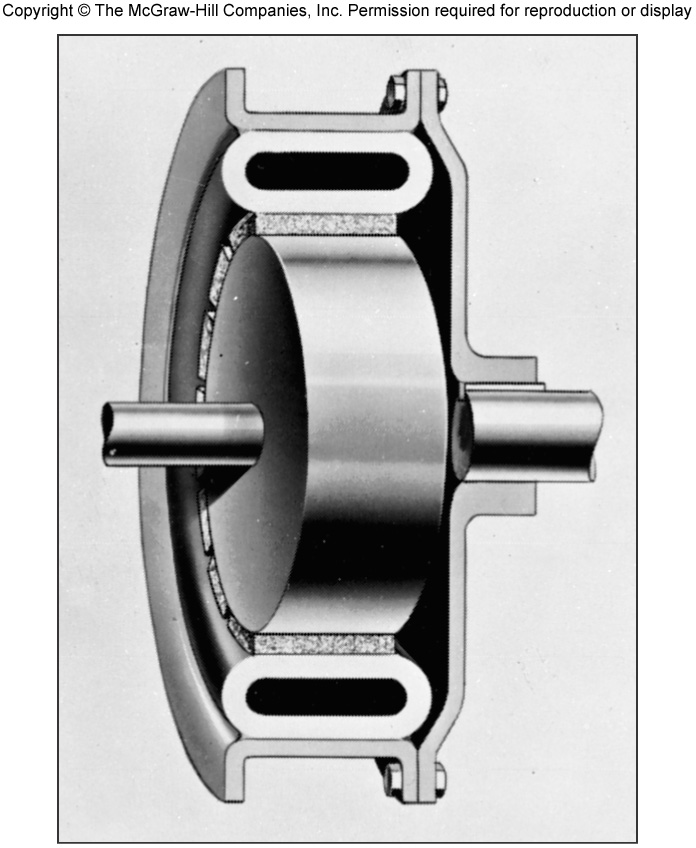 Copyright © The McGraw-Hill Companies, Inc. Permission required for reproduction or display